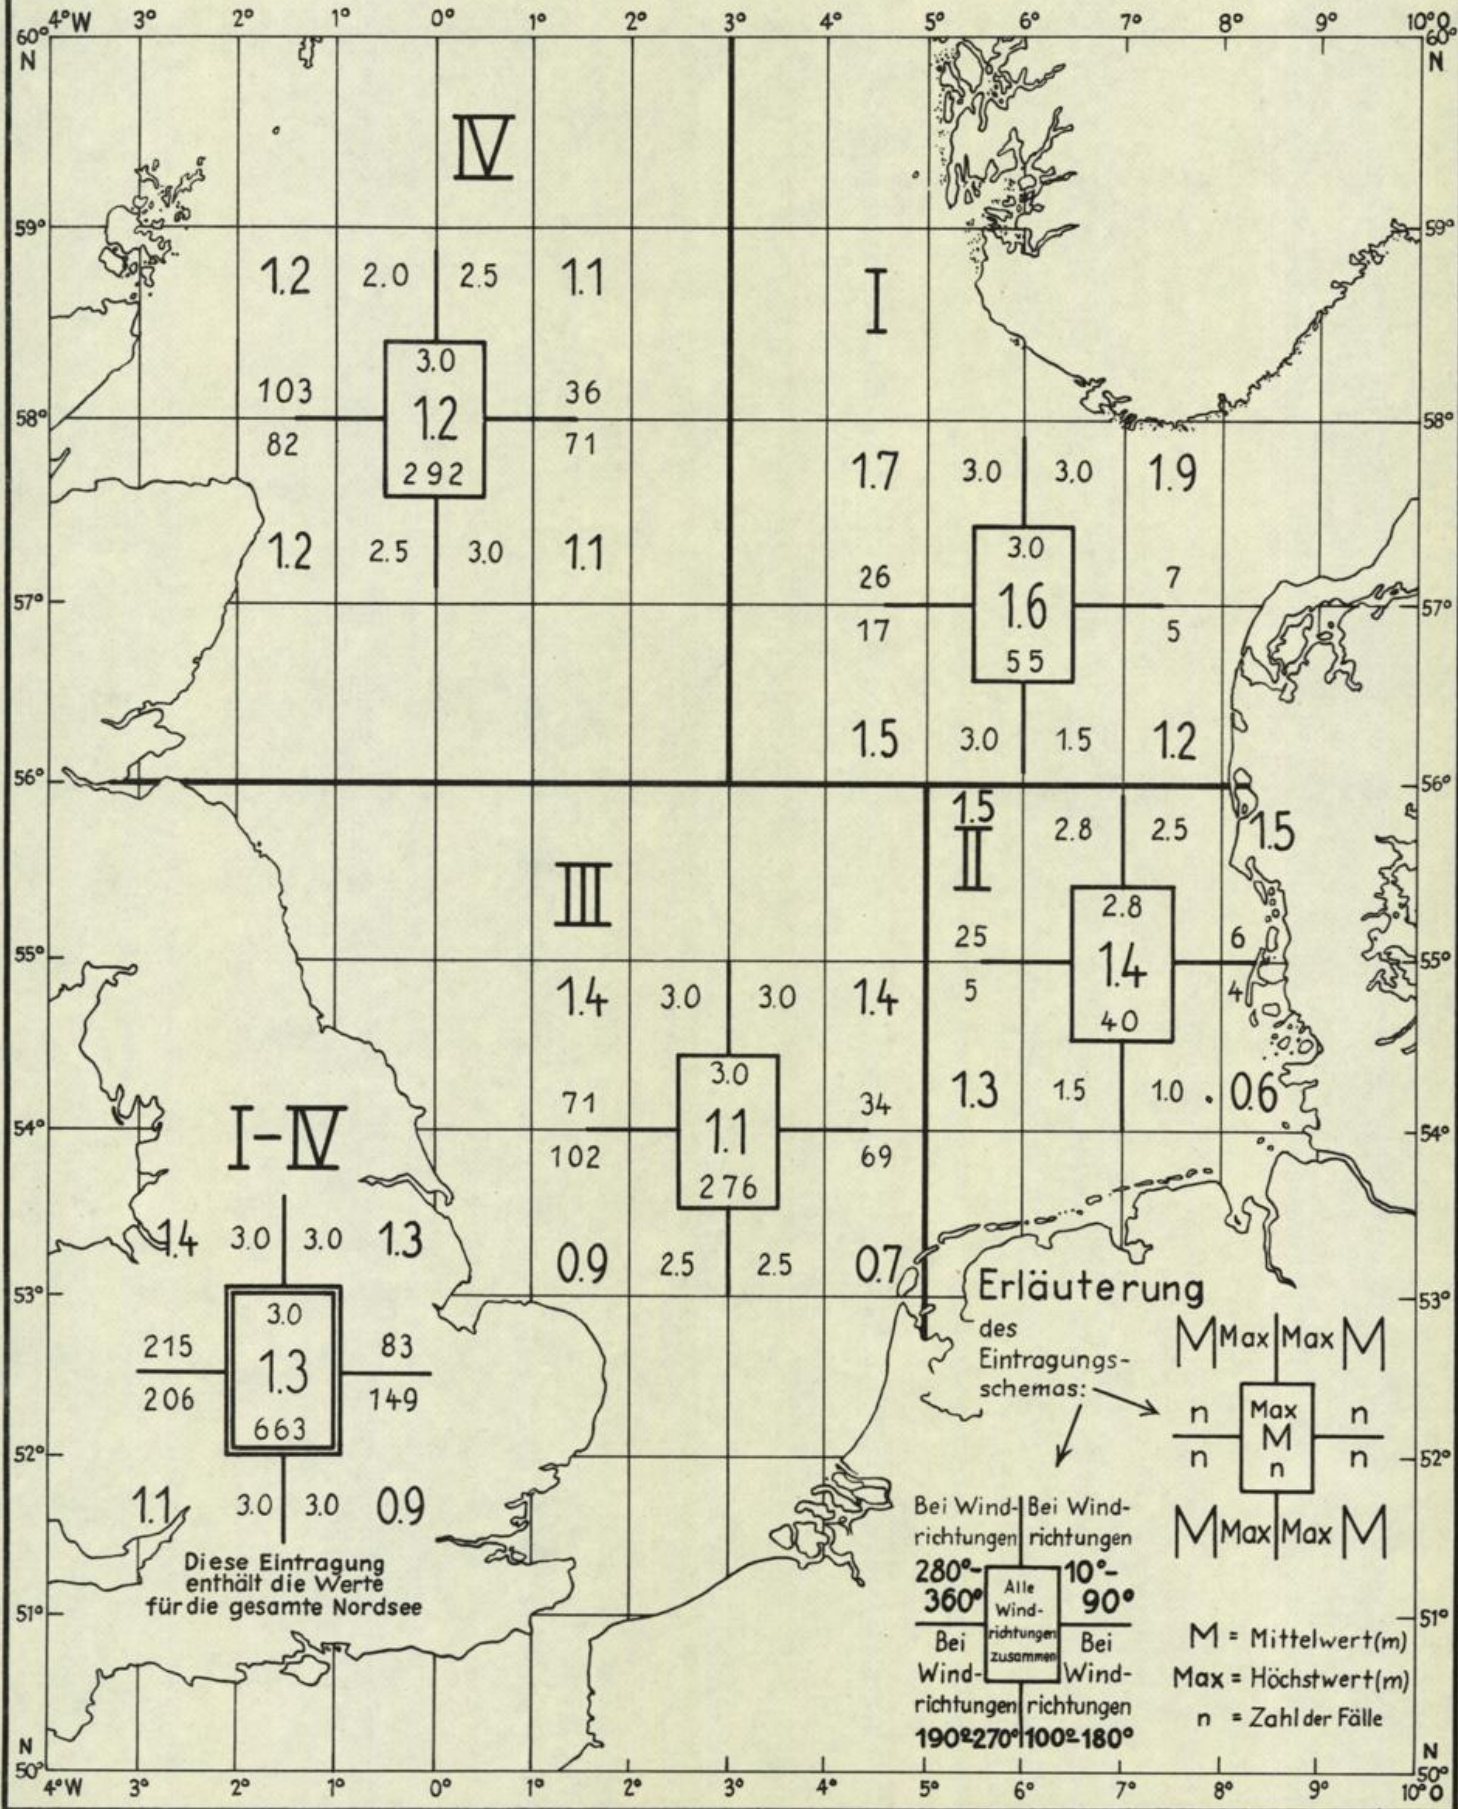 4°W 3° 2° 1° 0° 1° 2° 3° 4° 5° 6° 7° 8° 9° 10°O
60° 60°
N N
IV
59° 59°
1.2 2.0 2.5 1.1
I
3.0
103 36
58° 1.2 58°
82 71
292
1.7 3.0 3.0 1.9
1.2 2.5 3.0 1.1
3.0
26 7
57° 1.6 57°
17 5
55
1.5 3.0 1.5 1.2
56° 56°
1.5
II
2.8 2.5 1.5
III
2.8
25 6
55° 1.4 55°
5 4
40
1.4 3.0 3.0 1.4
3.0
1.3 1.5 1.0 0.6
71 34
54° 1.1 54°
102 69
276
I-IV
1.4 3.0 3.0 1.3
0.9 2.5 2.5 0.7
53° 53°
3.0
215 83
1.3
206 149
663
52° 52°
1.1 3.0 3.0 0.9
Diese Eintragung
enthält die Werte
für die gesamte Nordsee
Erläuterung
des
Eintragungs-
schemas:
M Max Max M
n Max n
M
n n n
M Max Max M
Bei Wind- Bei Wind-
richtungen richtungen
280°- 10°-
360° 90°
Alle
Wind-
richtungen
zusammen
Bei Bei
Wind- Wind-
richtungen richtungen
190°-270° 100°-180°
51° 51°
M = Mittelwert(m)
Max = Höchstwert(m)
n = Zahl der Fälle
N N
50° 50°
4°W 3° 2° 1° 0° 1° 2° 3° 4° 5° 6° 7° 8° 9° 10°O